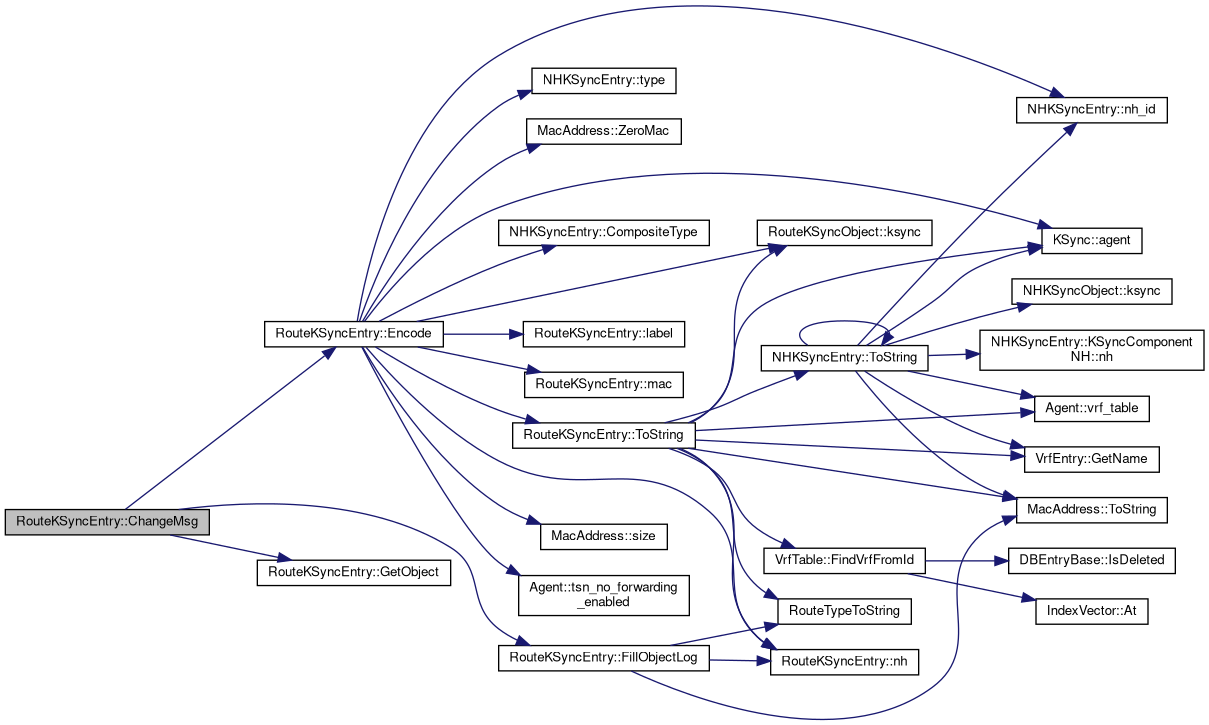 NHKSyncEntry::type
NHKSyncEntry::nh_id
MacAddress::ZeroMac
NHKSyncEntry::CompositeType
RouteKSyncObject::ksync
KSync::agent
NHKSyncObject::ksync
RouteKSyncEntry::Encode
RouteKSyncEntry::label
NHKSyncEntry::ToString
NHKSyncEntry::KSyncComponent
NH::nh
RouteKSyncEntry::mac
Agent::vrf_table
RouteKSyncEntry::ToString
VrfEntry::GetName
RouteKSyncEntry::ChangeMsg
MacAddress::ToString
MacAddress::size
VrfTable::FindVrfFromId
DBEntryBase::IsDeleted
RouteKSyncEntry::GetObject
Agent::tsn_no_forwarding
_enabled
RouteTypeToString
IndexVector::At
RouteKSyncEntry::FillObjectLog
RouteKSyncEntry::nh